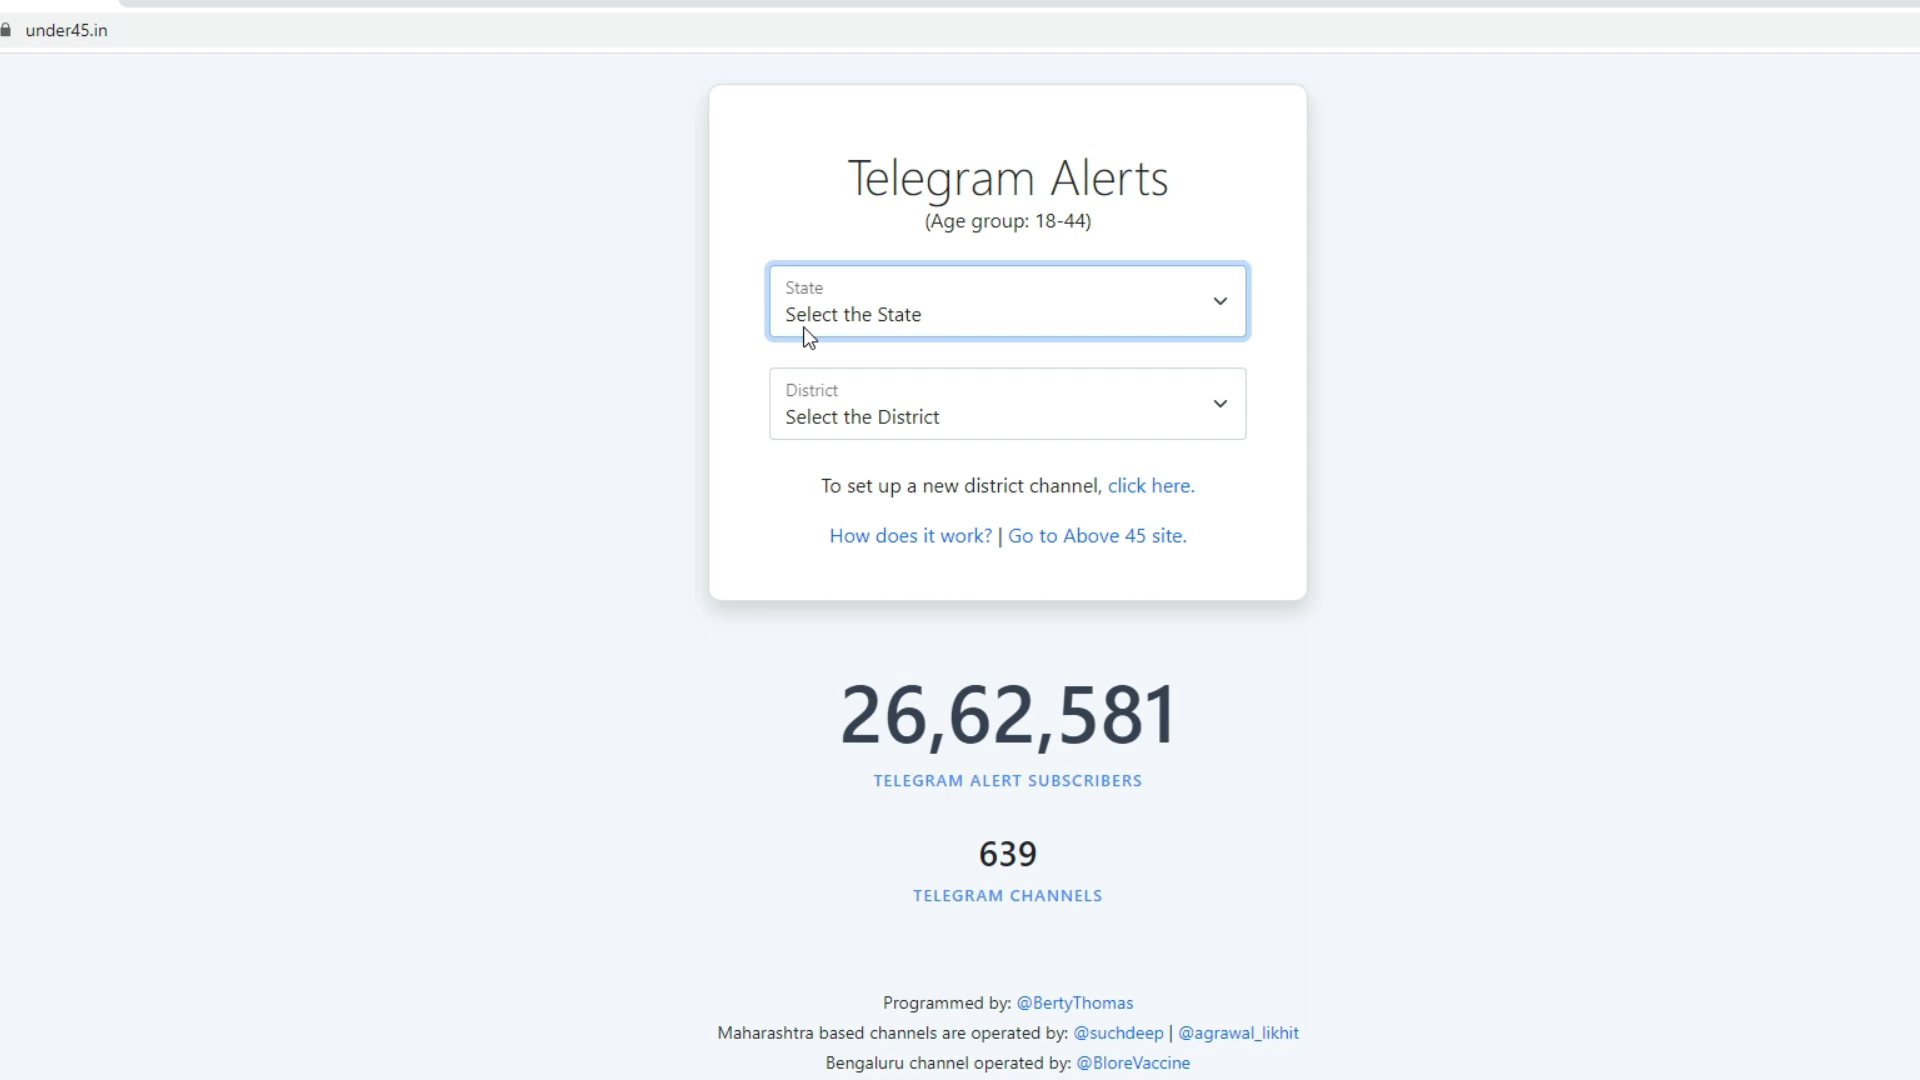 under45.in
Telegram Alerts
(Age group: 18-44)
State
Select the State
District
Select the District
To set up a new district channel, click here.
How does it work? | Go to Above 45 site.
26,62,581
TELEGRAM ALERT SUBSCRIBERS
639
TELEGRAM CHANNELS
Programmed by: @BertyThomas
Maharashtra based channels are operated by: @suchdeep | @agrawal_likhit
Bengaluru channel operated by: @BloreVaccine